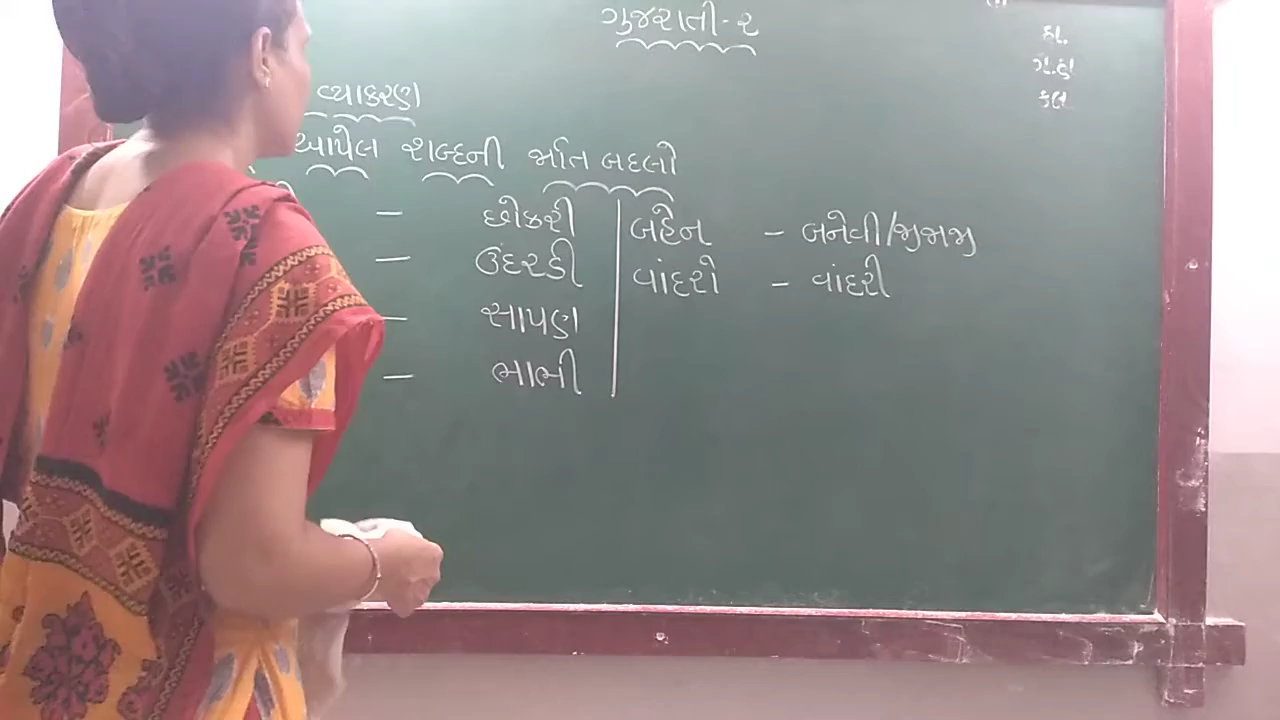 ગુજરાતી-૨
વ્યાકરણ
આપેલ શબ્દની જાતિ બદલો
– છોકરી
– ઉંદરડી
– સાપણ
– ભાભી
બહેન – બનેવી/જીજાજી
વાંદરો – વાંદરી